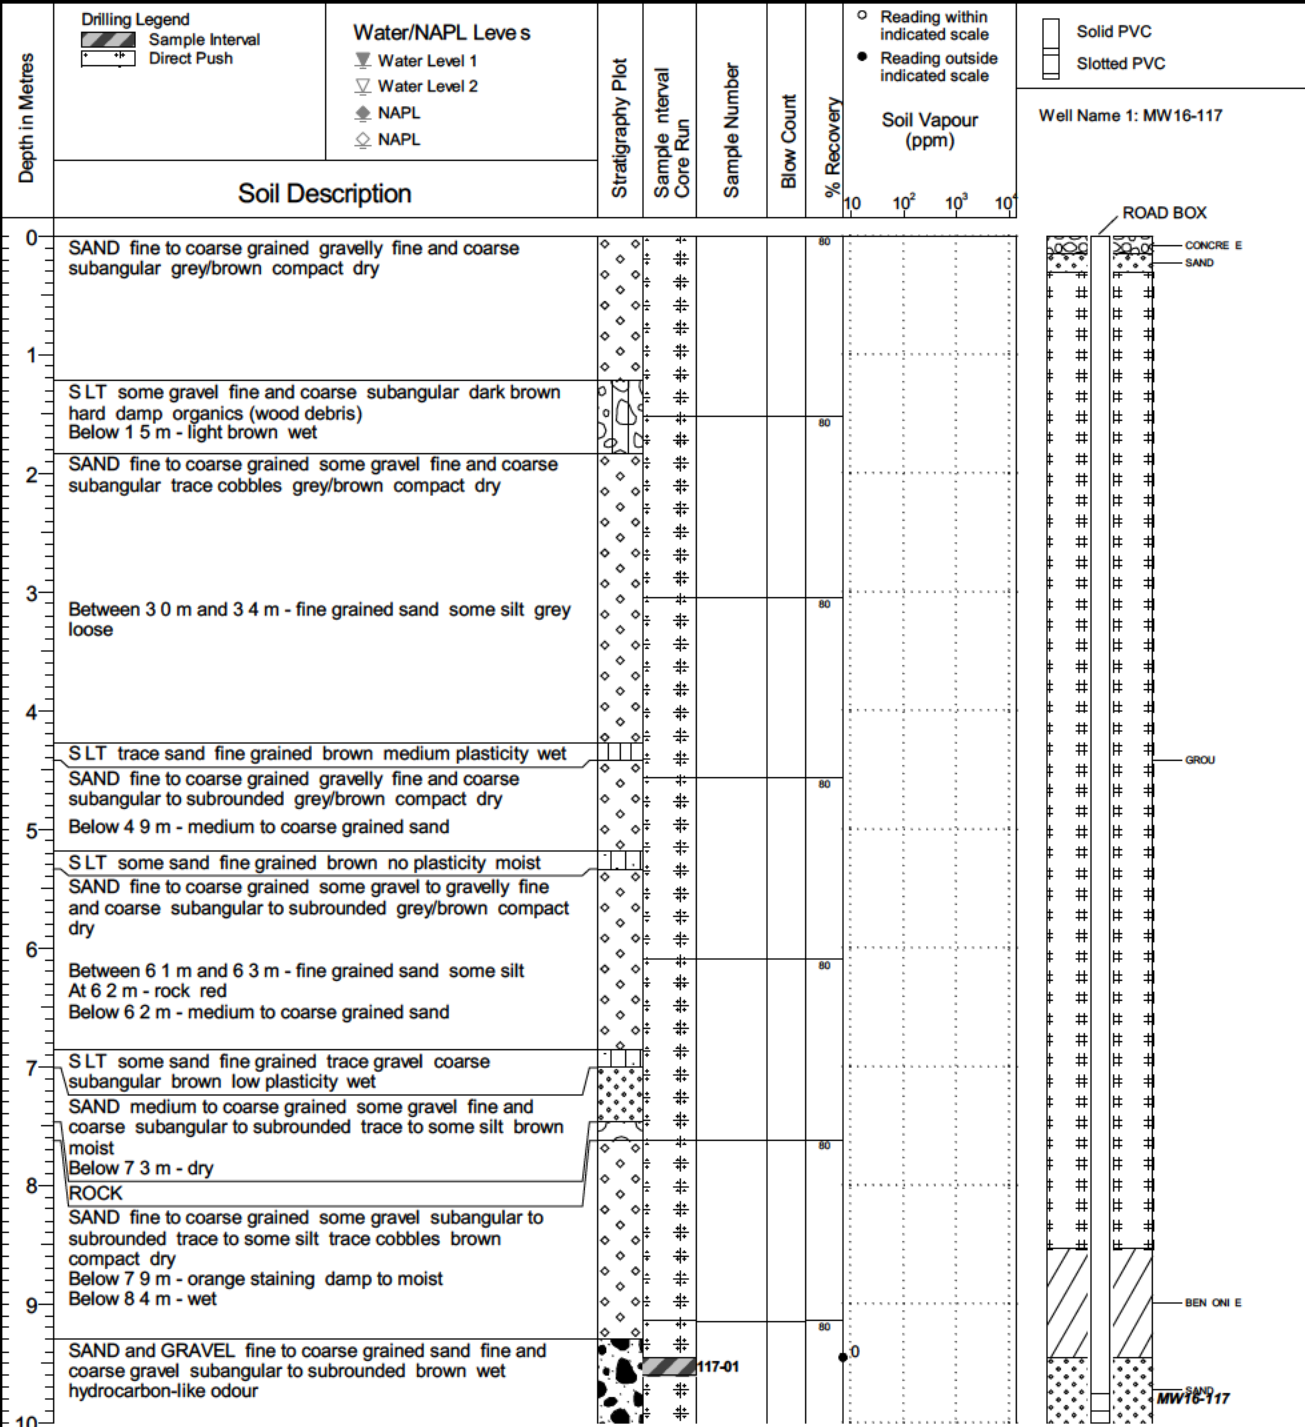 Drilling Legend
Sample Interval
Direct Push
Water/NAPL Leve s
Water Level 1
Water Level 2
NAPL
NAPL
Depth in Metres
Soil Description
Stratigraphy Plot
Sample nterval
Core Run
Sample Number
Blow Count
% Recovery
Reading within
indicated scale
Reading outside
indicated scale
Soil Vapour
(ppm)
10 10² 10³ 10⁴
Solid PVC
Slotted PVC
Well Name 1: MW16-117
ROAD BOX
CONCRE E
SAND
0
SAND fine to coarse grained gravelly fine and coarse
subangular grey/brown compact dry
80
1
S LT some gravel fine and coarse subangular dark brown
hard damp organics (wood debris)
Below 1 5 m - light brown wet
80
2
SAND fine to coarse grained some gravel fine and coarse
subangular trace cobbles grey/brown compact dry
3
80
Between 3 0 m and 3 4 m - fine grained sand some silt grey
loose
4
S LT trace sand fine grained brown medium plasticity wet
GROU
SAND fine to coarse grained gravelly fine and coarse
subangular to subrounded grey/brown compact dry
80
Below 4 9 m - medium to coarse grained sand
5
S LT some sand fine grained brown no plasticity moist
SAND fine to coarse grained some gravel to gravelly fine
and coarse subangular to subrounded grey/brown compact
dry
6
80
Between 6 1 m and 6 3 m - fine grained sand some silt
At 6 2 m - rock red
Below 6 2 m - medium to coarse grained sand
7
S LT some sand fine grained trace gravel coarse
subangular brown low plasticity wet
SAND medium to coarse grained some gravel fine and
coarse subangular to subrounded trace to some silt brown
moist
80
Below 7 3 m - dry
8
ROCK
SAND fine to coarse grained some gravel subangular to
subrounded trace to some silt trace cobbles brown
compact dry
Below 7 9 m - orange staining damp to moist
Below 8 4 m - wet
9
BEN ONI E
80
SAND and GRAVEL fine to coarse grained sand fine and
coarse gravel subangular to subrounded brown wet
hydrocarbon-like odour
117-01
0
SAND
MW16-117
10